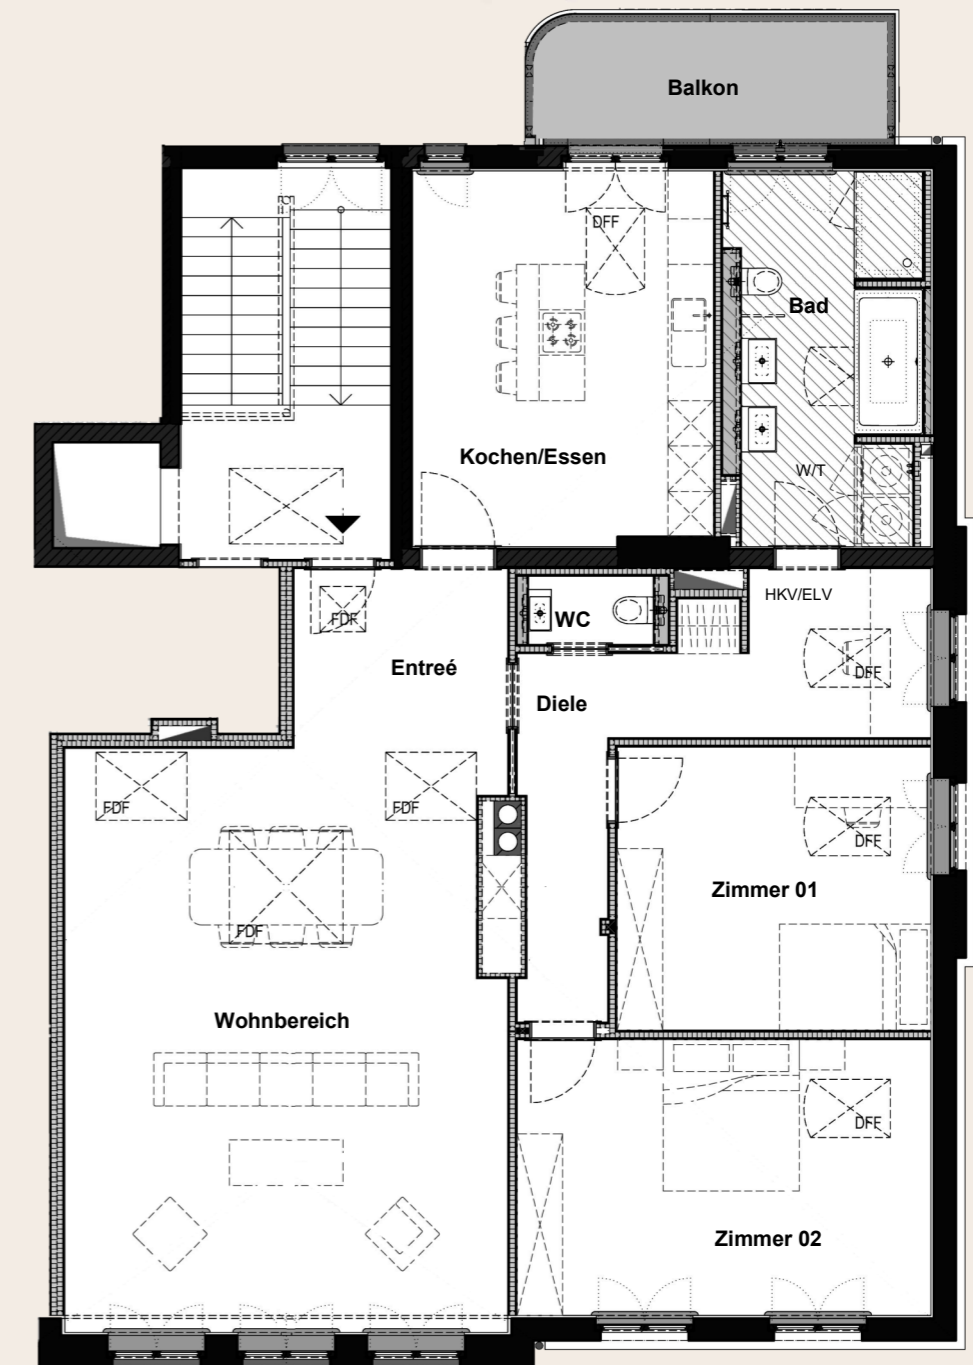 Balkon
DFF
Bad
Kochen/Essen
W/T
HKV/ELV
FDF
WC
Entreé
DFF
Diele
FDF
FDF
DFF
Zimmer 01
FDF
Wohnbereich
DFF
Zimmer 02